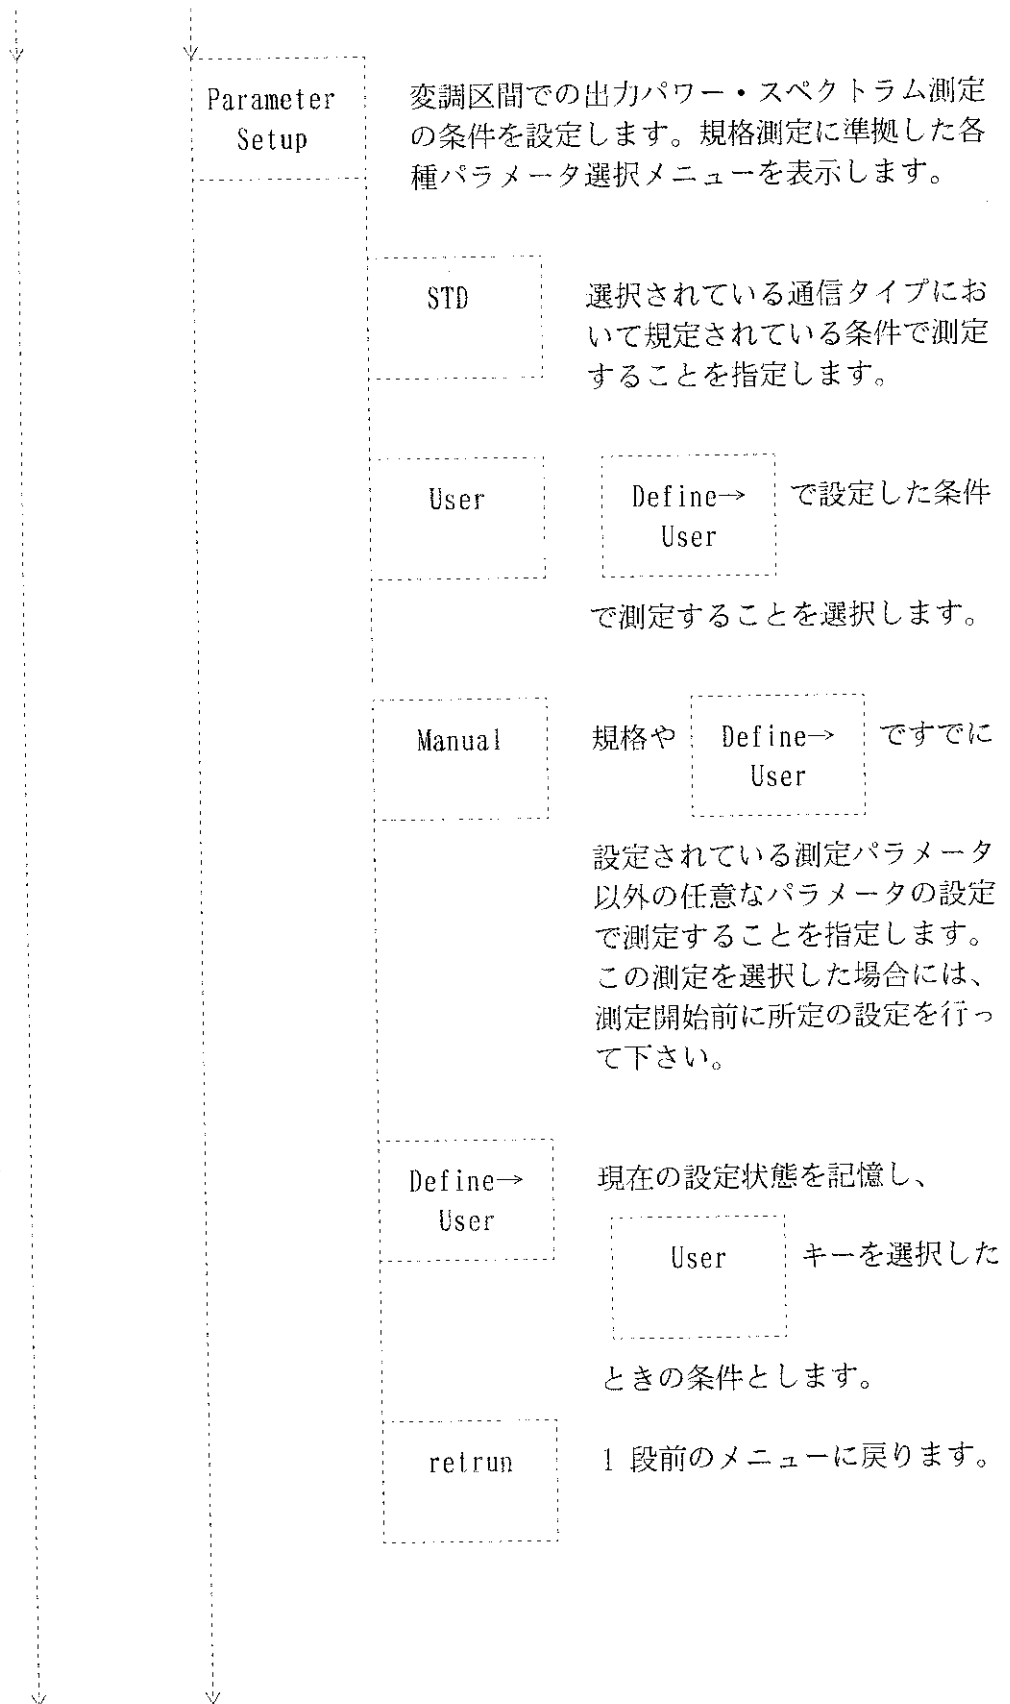 Parameter
Setup
変調区間での出力パワー・スペクトラム測定
の条件を設定します。規格測定に準拠した各
種パラメータ選択メニューを表示します。
STD
選択されている通信タイプにお
いて規定されている条件で測定
することを指定します。
User
Define→
User
で設定した条件
で測定することを選択します。
Manual
規格や
Define→
User
ですでに
設定されている測定パラメータ
以外の任意なパラメータの設定
で測定することを指定します。
この測定を選択した場合には、
測定開始前に所定の設定を行っ
て下さい。
Define→
User
現在の設定状態を記憶し、
User
キーを選択した
ときの条件とします。
retrun
1 段前のメニューに戻ります。